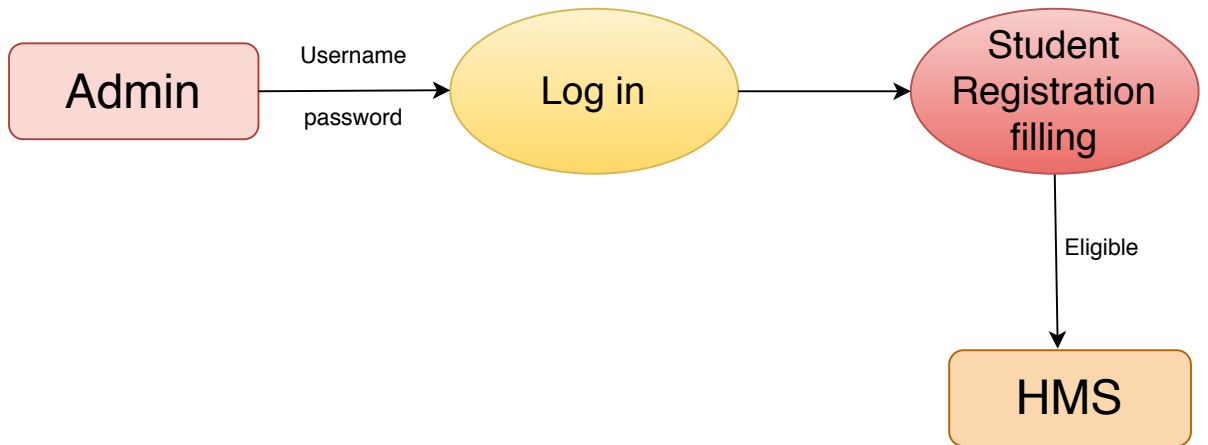 Admin
Username
password
Log in
Student
Registration
filling
Eligible
HMS